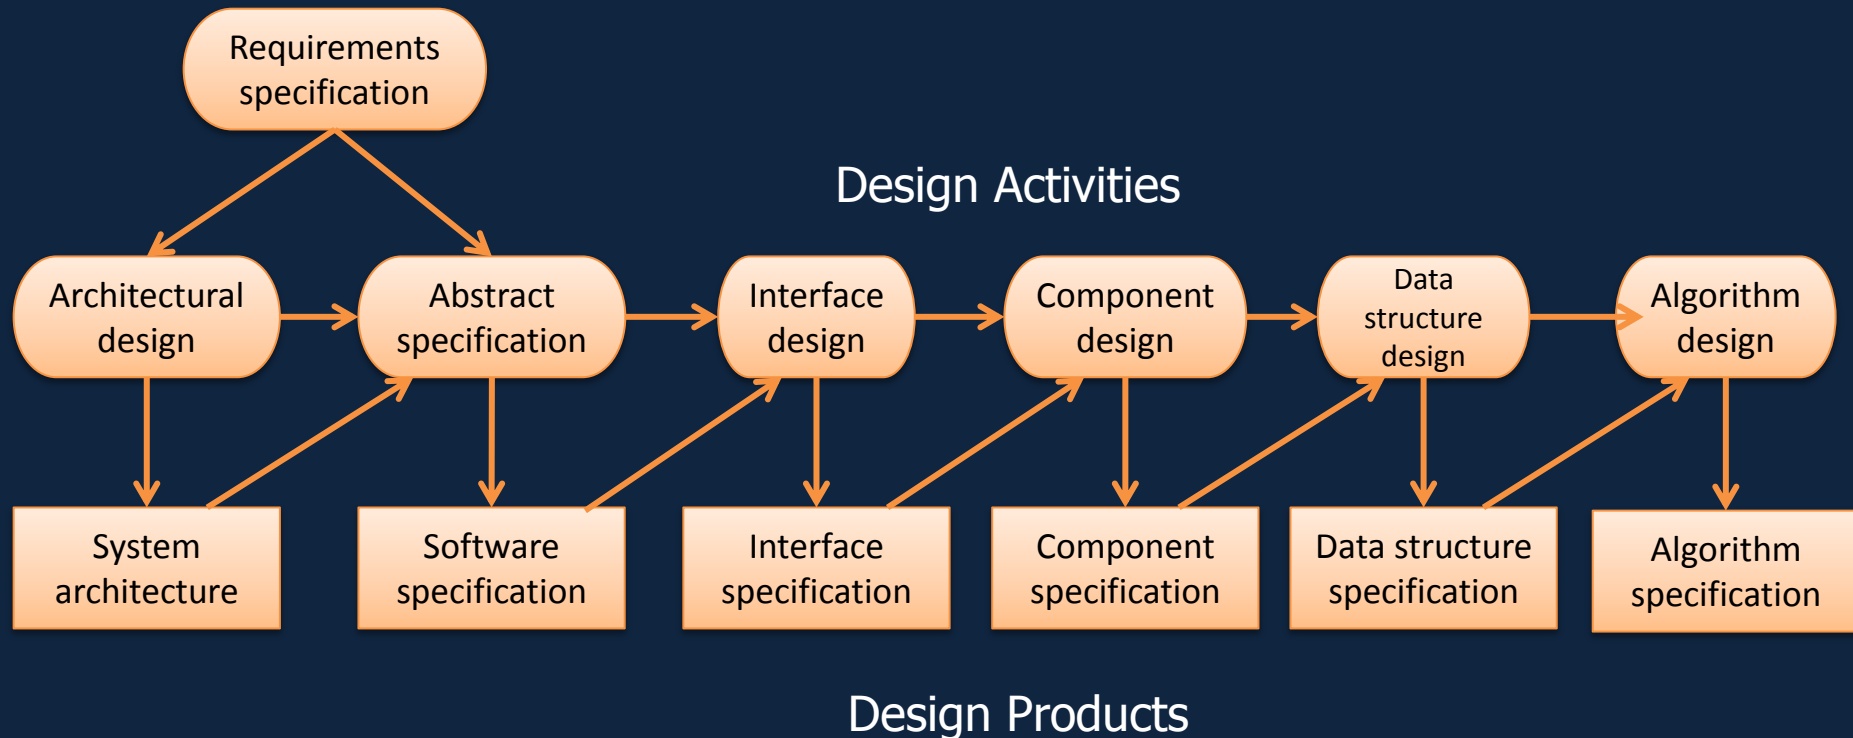 Requirements
specification
Design Activities
Architectural
design
Abstract
specification
Interface
design
Component
design
Data
structure
design
Algorithm
design
System
architecture
Software
specification
Interface
specification
Component
specification
Data structure
specification
Algorithm
specification
Design Products